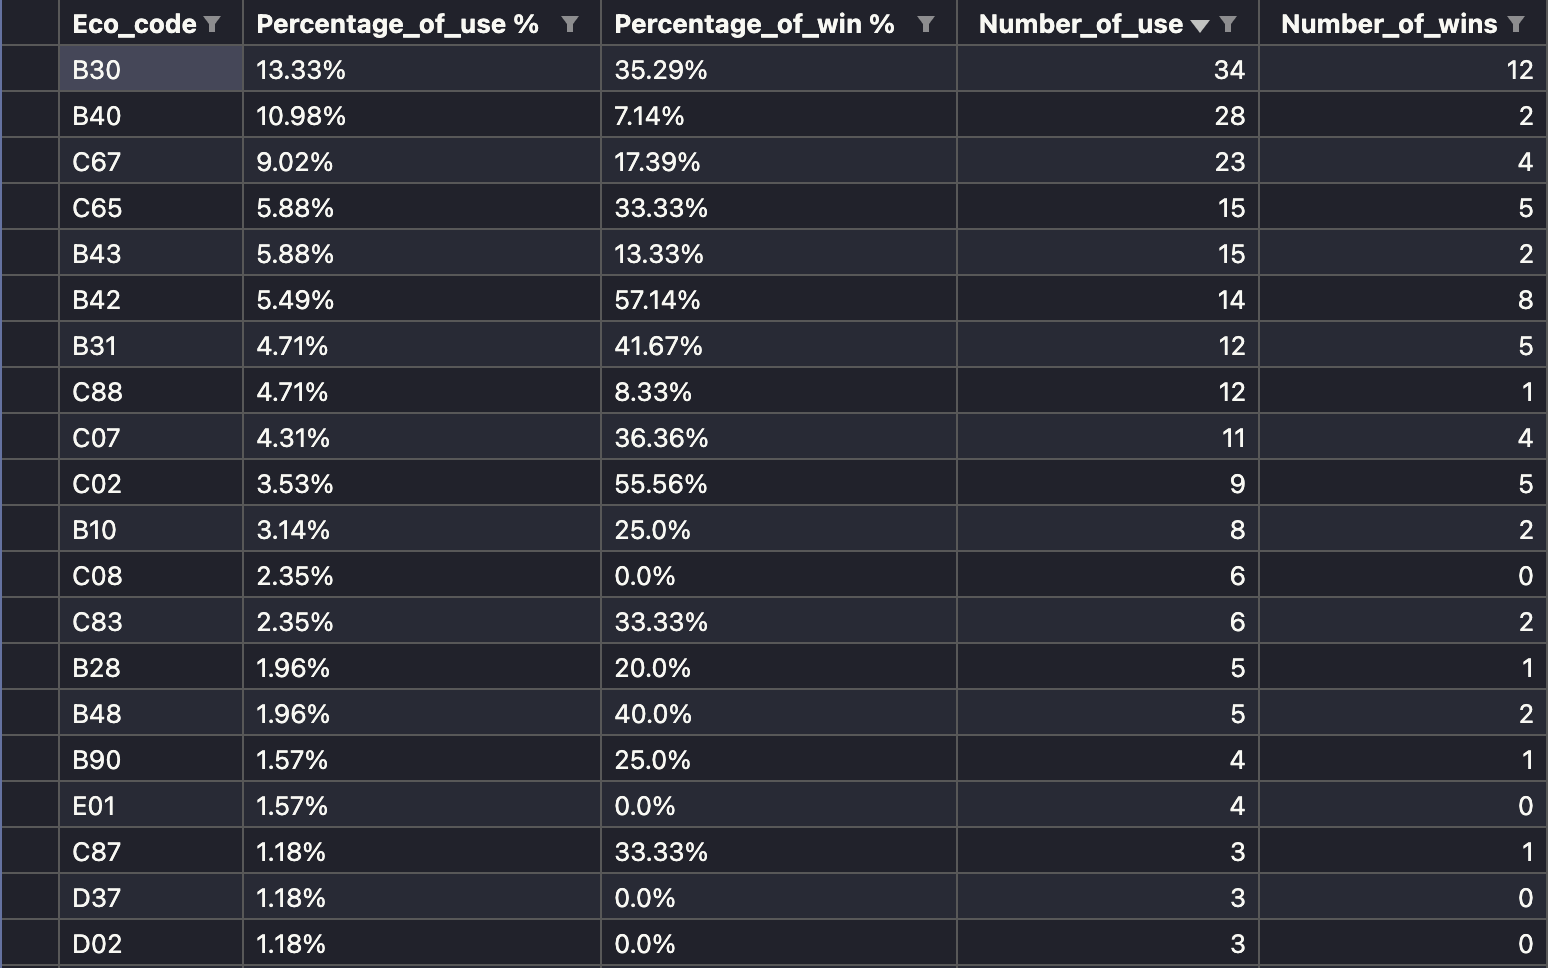 Eco_code Percentage_of_use % Percentage_of_win % Number_of_use Number_of_wins
B30 13.33% 35.29% 34 12
B40 10.98% 7.14% 28 2
C67 9.02% 17.39% 23 4
C65 5.88% 33.33% 15 5
B43 5.88% 13.33% 15 2
B42 5.49% 57.14% 14 8
B31 4.71% 41.67% 12 5
C88 4.71% 8.33% 12 1
C07 4.31% 36.36% 11 4
C02 3.53% 55.56% 9 5
B10 3.14% 25.0% 8 2
C08 2.35% 0.0% 6 0
C83 2.35% 33.33% 6 2
B28 1.96% 20.0% 5 1
B48 1.96% 40.0% 5 2
B90 1.57% 25.0% 4 1
E01 1.57% 0.0% 4 0
C87 1.18% 33.33% 3 1
D37 1.18% 0.0% 3 0
D02 1.18% 0.0% 3 0